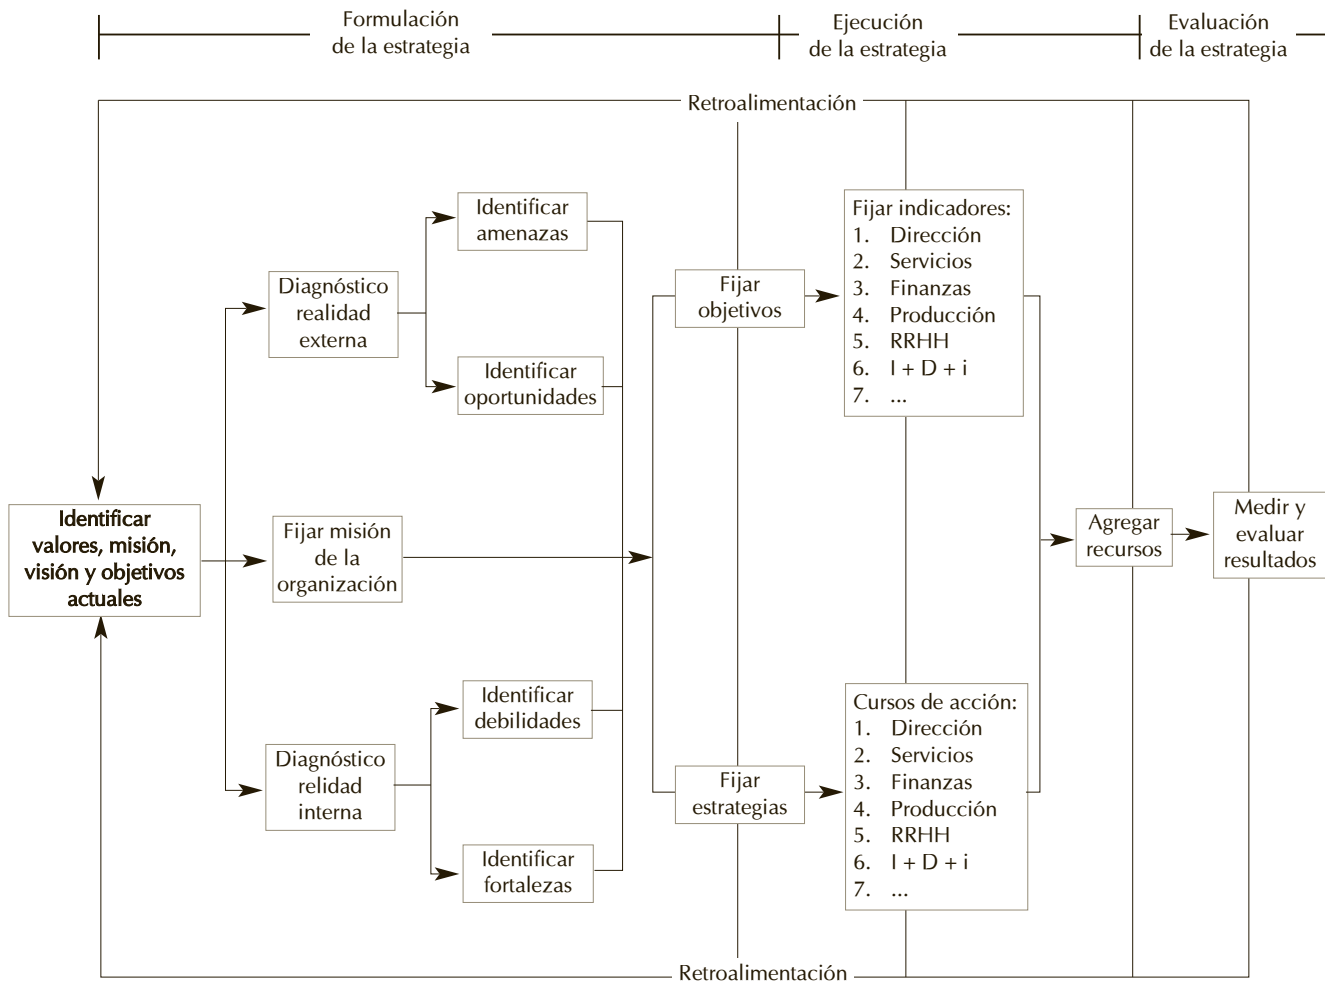 Formulación
de la estrategia
Ejecución
de la estrategia
Evaluación
de la estrategia
Retroalimentación
Identificar
amenazas
Fijar indicadores:
1. Dirección
2. Servicios
3. Finanzas
4. Producción
5. RRHH
6. I + D + i
7. ...
Diagnóstico
realidad
externa
Fijar
objetivos
Identificar
oportunidades
Identificar
valores, misión,
visión y objetivos
actuales
Fijar misión
de la
organización
Agregar
recursos
Medir y
evaluar
resultados
Identificar
debilidades
Cursos de acción:
1. Dirección
2. Servicios
3. Finanzas
4. Producción
5. RRHH
6. I + D + i
7. ...
Diagnóstico
relidad
interna
Fijar
estrategias
Identificar
fortalezas
Retroalimentación